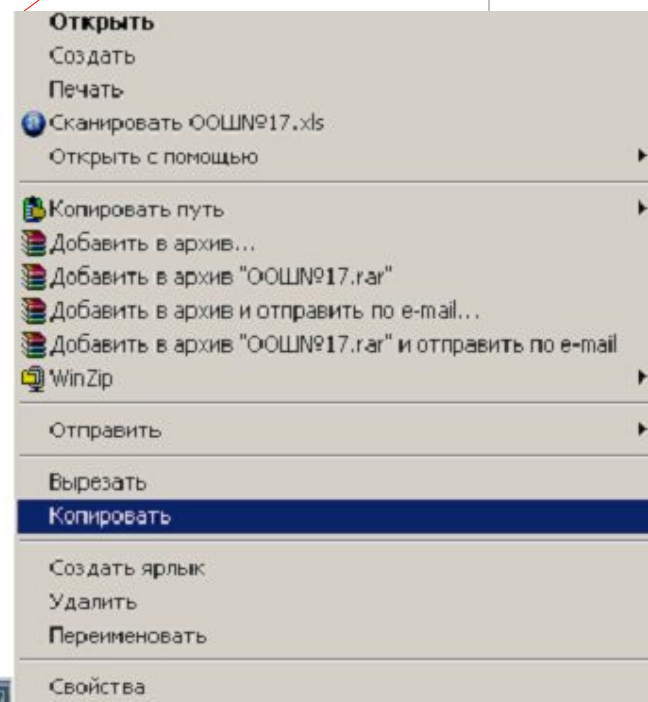 Открыть
Создать
Печать
Сканировать ООШ№17.xls
Открыть с помощью
Копировать путь
Добавить в архив...
Добавить в архив "ООШ№17.rar"
Добавить в архив и отправить по e-mail...
Добавить в архив "ООШ№17.rar" и отправить по e-mail
WinZip
Отправить
Вырезать
Копировать
Создать ярлык
Удалить
Переименовать
Свойства